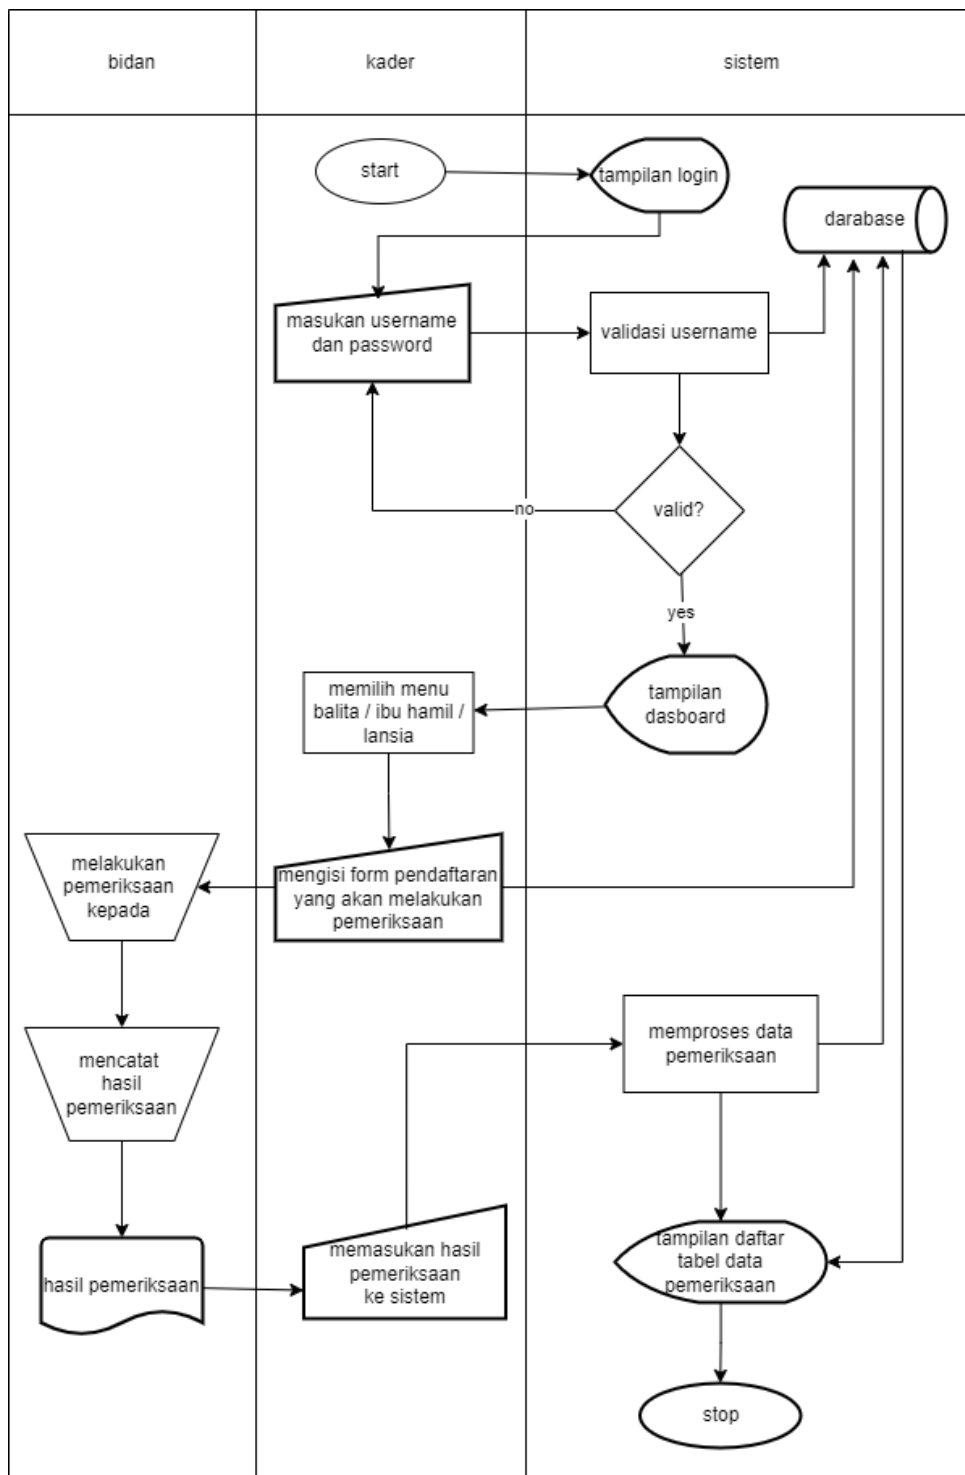 bidan
kader
sistem
start
tampilan login
darabase
masukan username
dan password
validasi username
valid?
no
yes
tampilan
dasboard
memilih menu
balita / ibu hamil /
lansia
melakukan
pemeriksaan
kepada
mengisi form pendaftaran
yang akan melakukan
pemeriksaan
mencatat
hasil
pemeriksaan
memproses data
pemeriksaan
hasil pemeriksaan
memasukan hasil
pemeriksaan
ke sistem
tampilan daftar
tabel data
pemeriksaan
stop